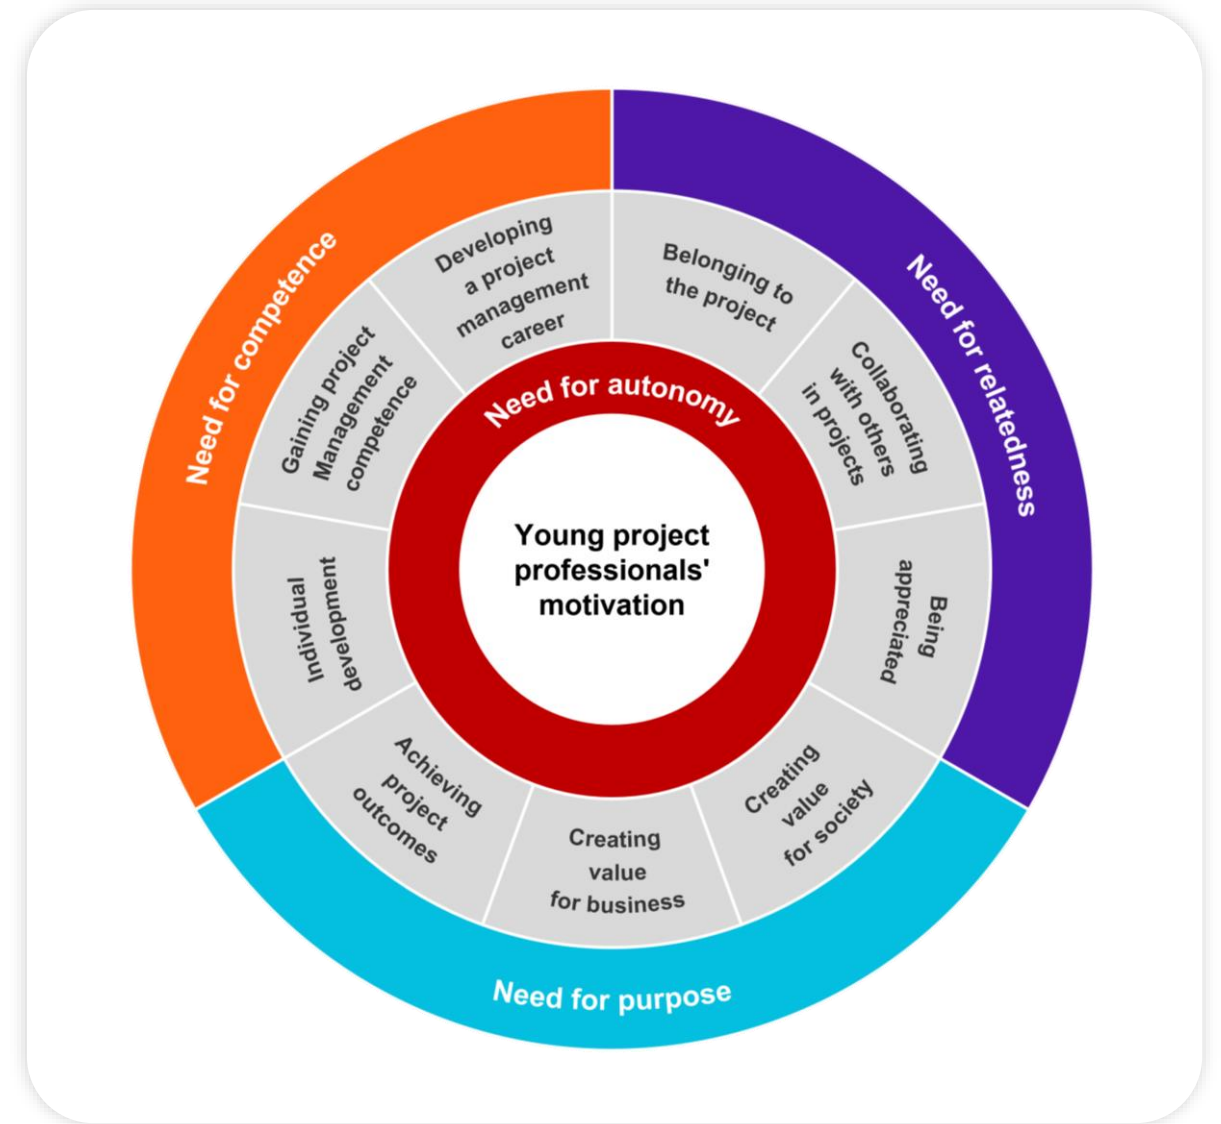 Need for competence
Need for relatedness
Need for purpose
Developing
a project
management
career
Belonging to
the project
Collaborating
with others
in projects
Being
appreciated
Creating
value
for society
Creating
value
for business
Achieving
project
outcomes
Individual
development
Gaining project
Management
competence
Need for autonomy
Young project
professionals'
motivation